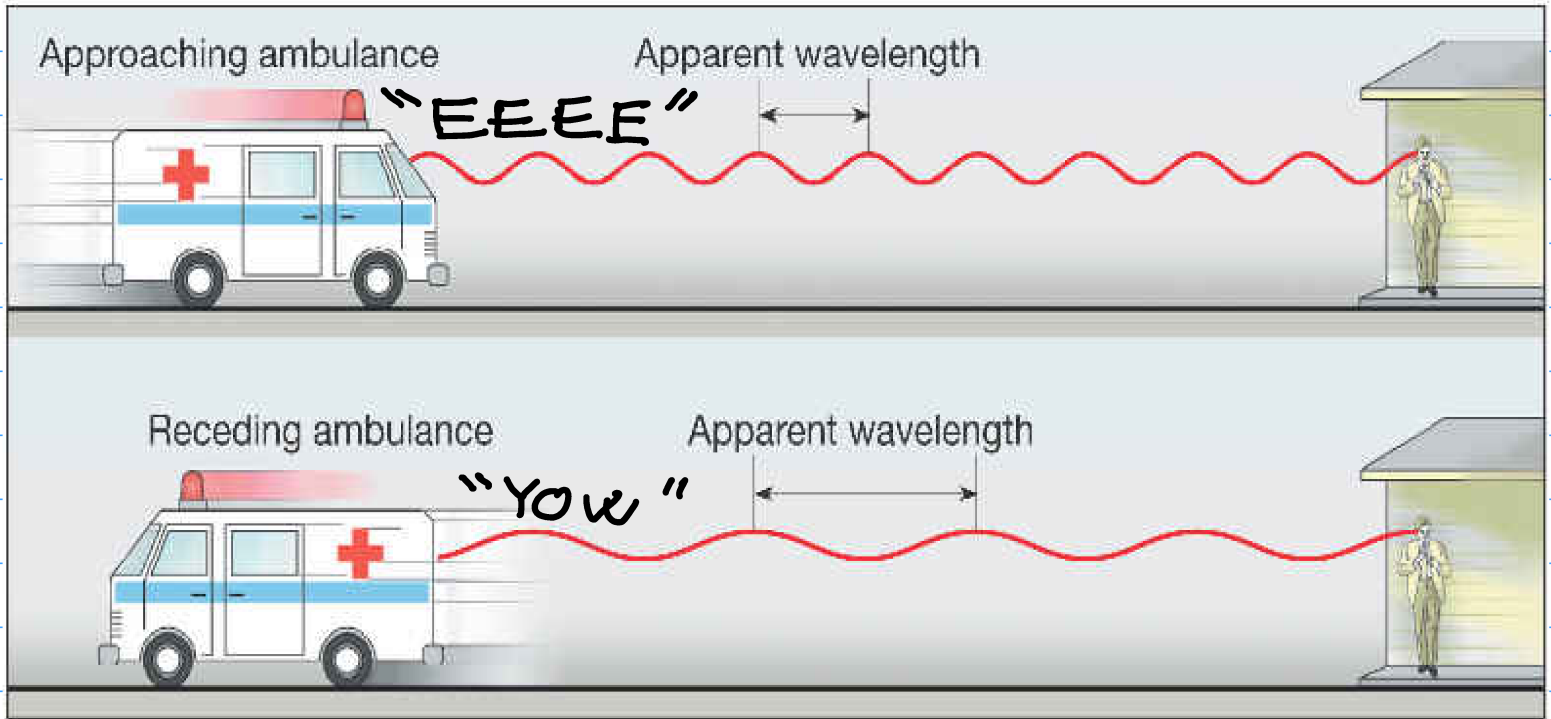 Approaching ambulance
Apparent wavelength
"EEEE"
Receding ambulance
Apparent wavelength
"YOW"